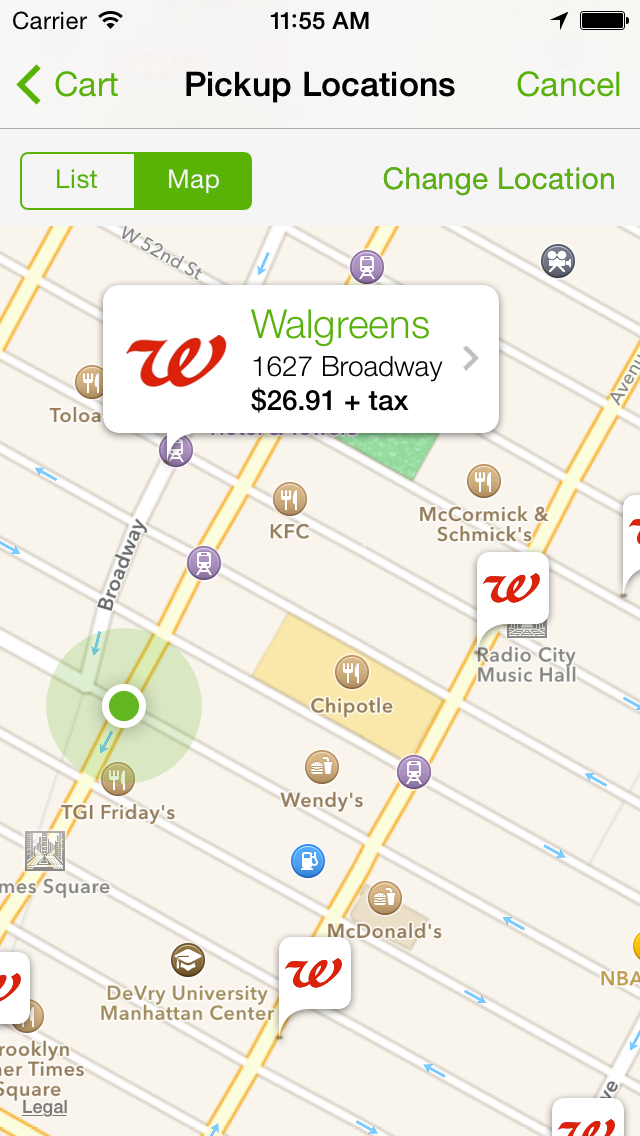 Carrier
11:55 AM
Cart
Pickup Locations
Cancel
List
Map
Change Location
W 52nd St
Walgreens
1627 Broadway
$26.91 + tax
Avenu
Toloa
KFC
McCormick &
Schmick's
Broadway
Radio City
Music Hall
Chipotle
Wendy's
TGI Friday's
mes Square
McDonald's
NBA
DeVry University
Manhattan Center
rooklyn
ner Times
Square
Legal